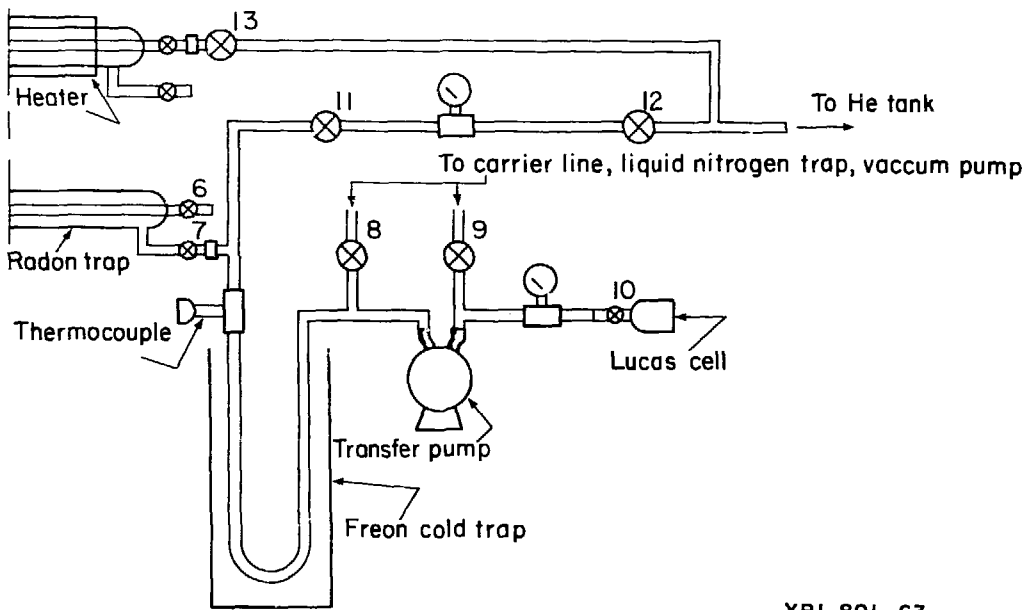 13
Heater
11
12
To He tank
To carrier line, liquid nitrogen trap, vaccum pump
6
7
8
9
Radon trap
10
Thermocouple
Lucas cell
Transfer pump
Freon cold trap